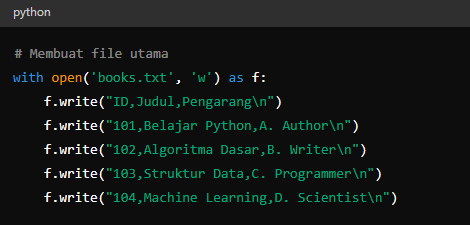 python
# Membuat file utama
with open('books.txt', 'w') as f:
    f.write("ID,Judul,Pengarang\n")
    f.write("101,Belajar Python,A. Author\n")
    f.write("102,Algoritma Dasar,B. Writer\n")
    f.write("103,Struktur Data,C. Programmer\n")
    f.write("104,Machine Learning,D. Scientist\n")